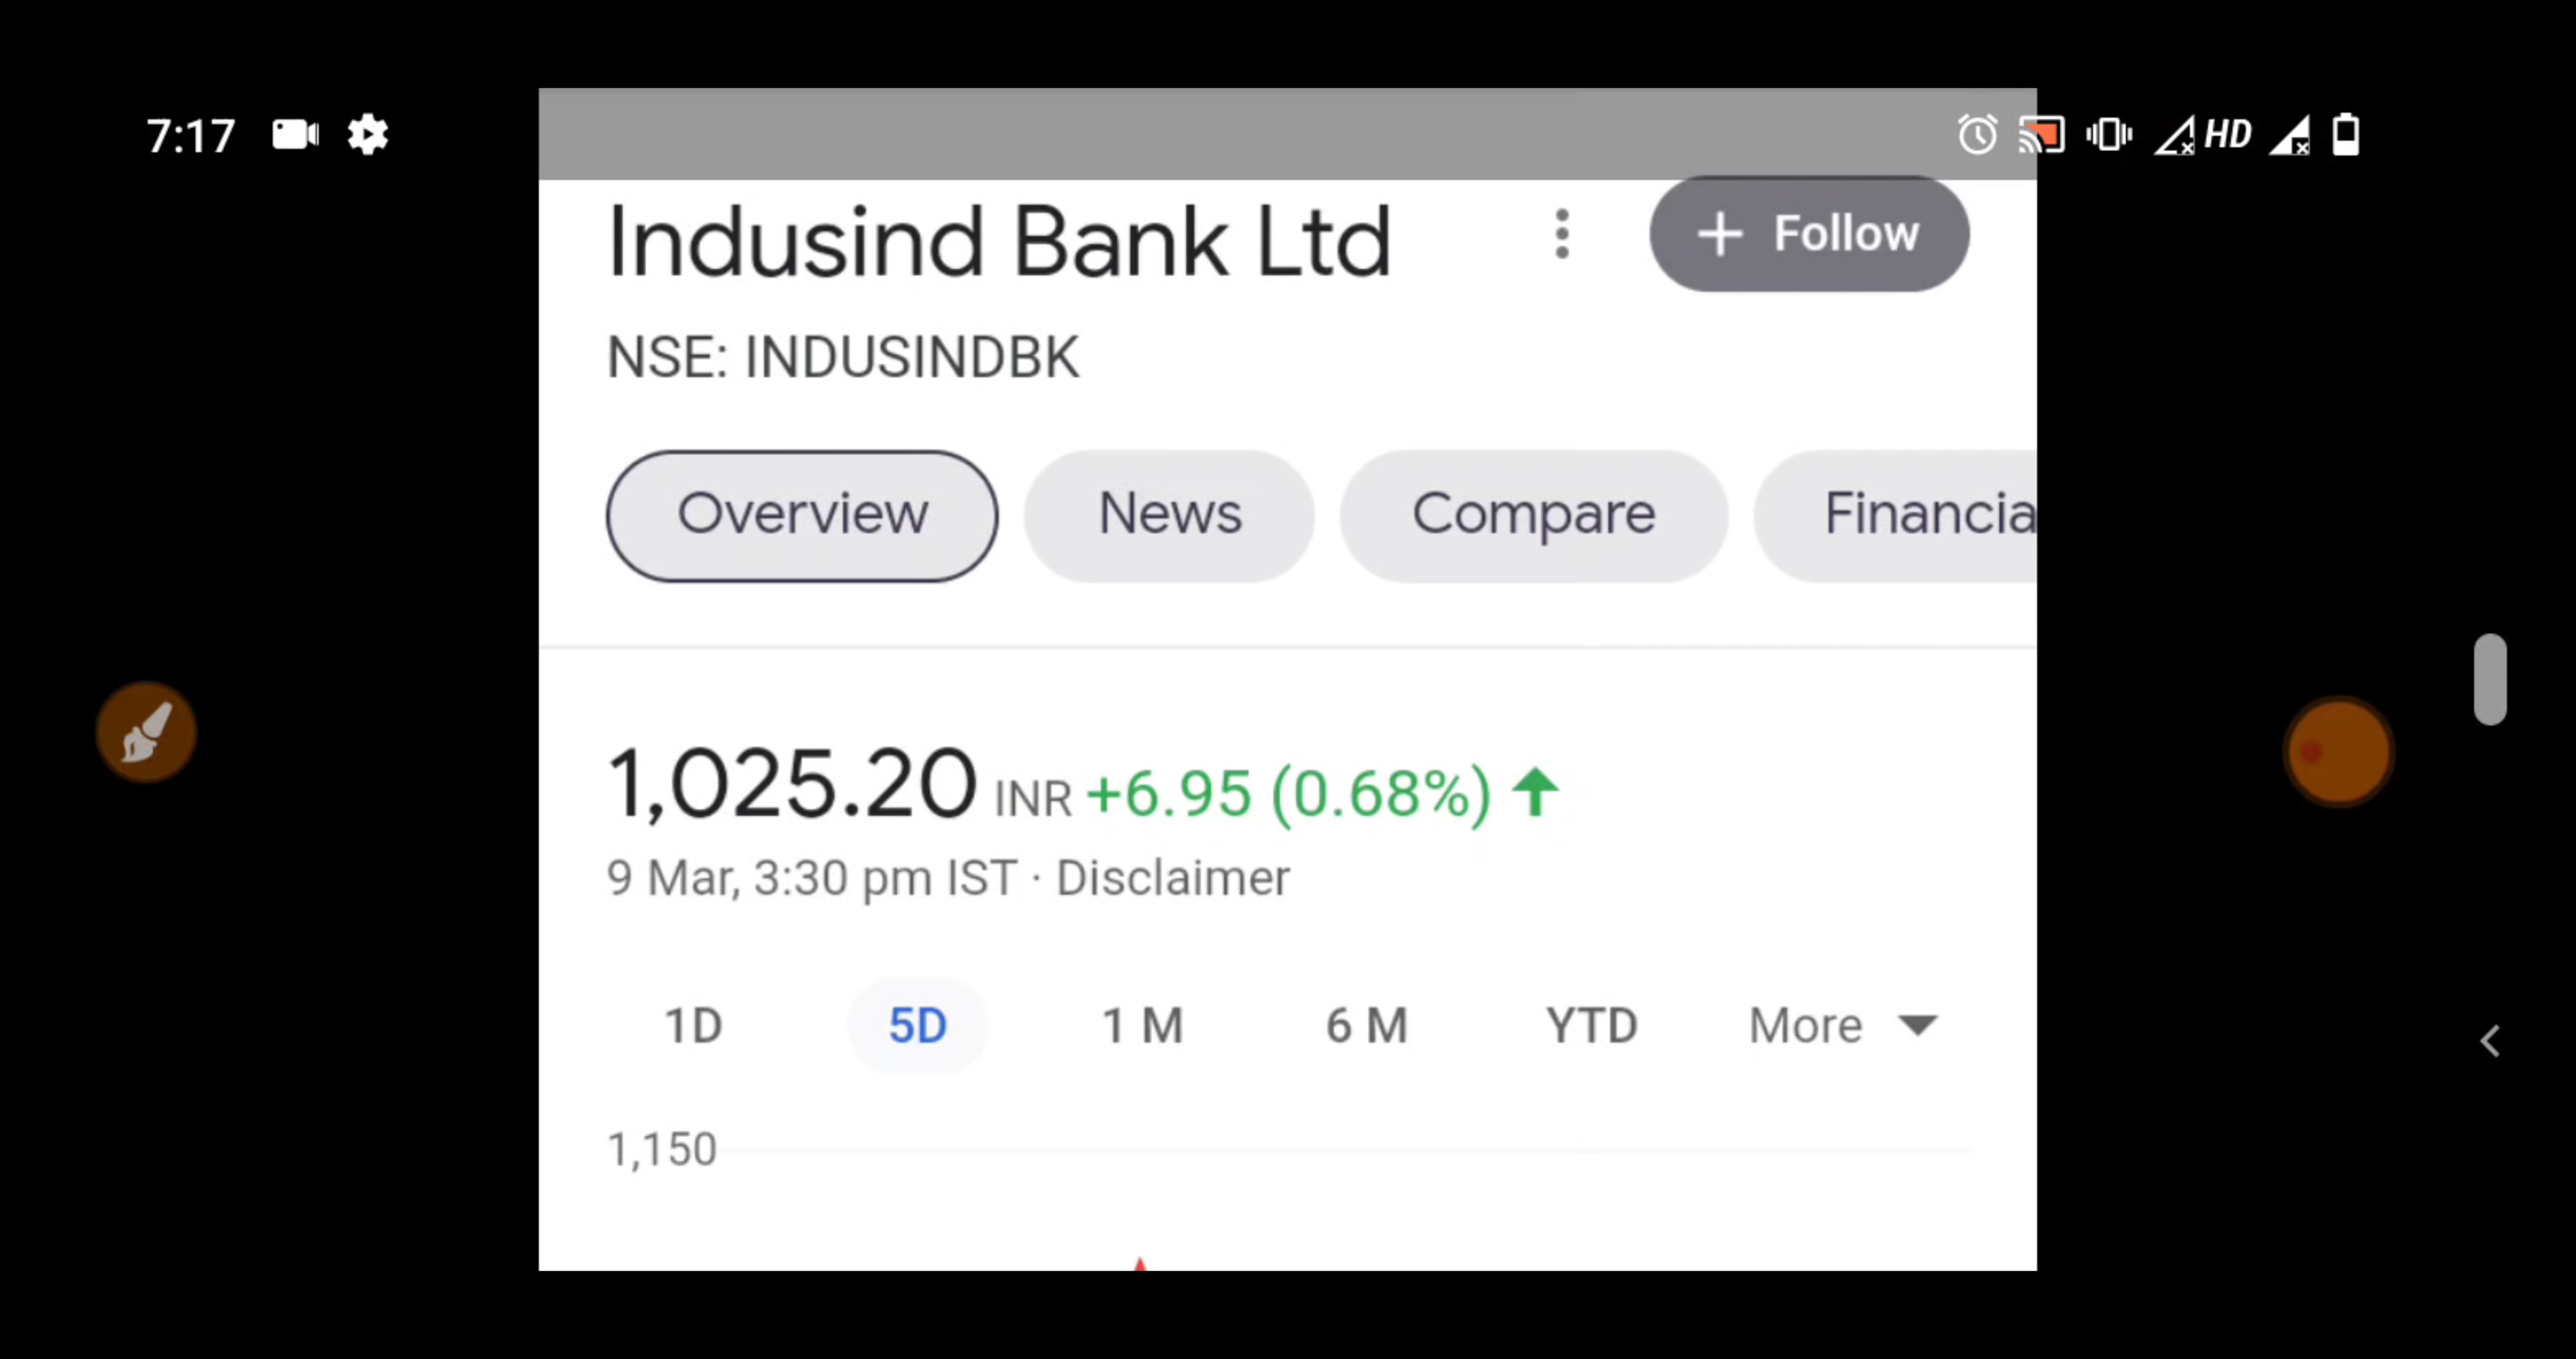 7:17
HD
Indusind Bank Ltd
+ Follow
NSE: INDUSINDBK
Overview News Compare Financia
1,025.20 INR +6.95 (0.68%) ↑
9 Mar, 3:30 pm IST · Disclaimer
1D 5D 1 M 6 M YTD More
1,150